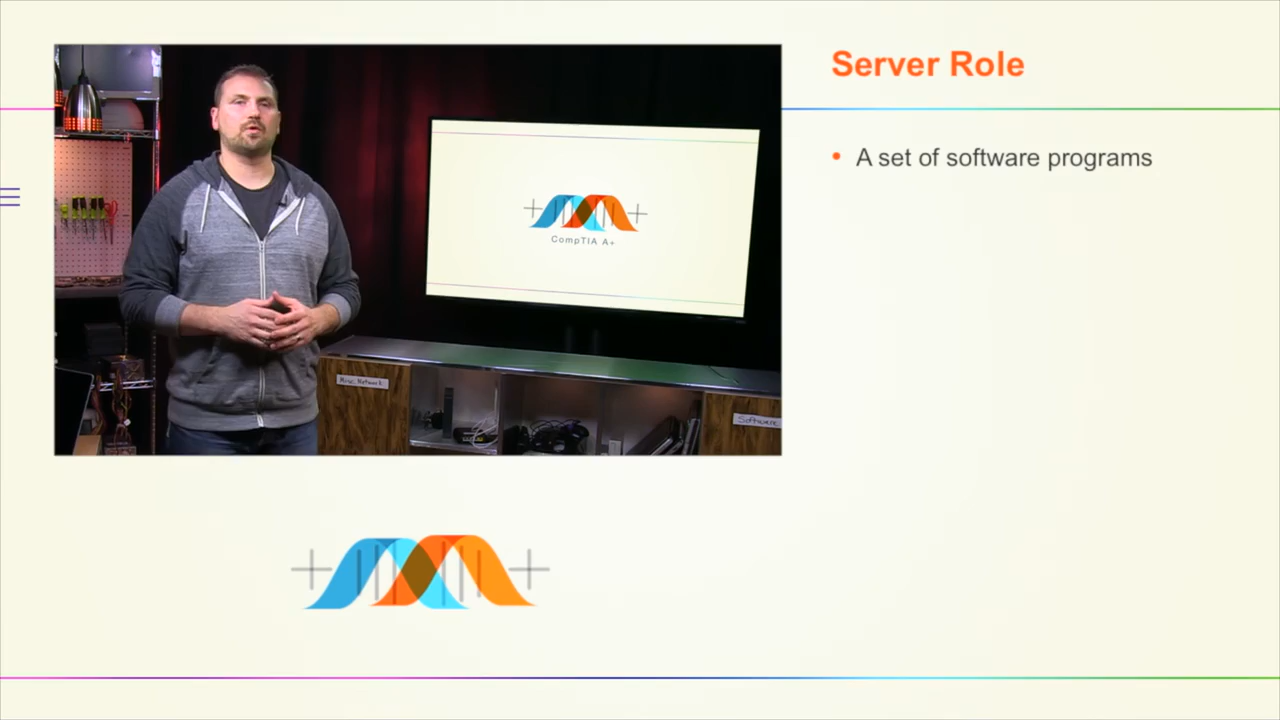 Server Role
• A set of software programs
CompTIA A+
Misc. Network
Software